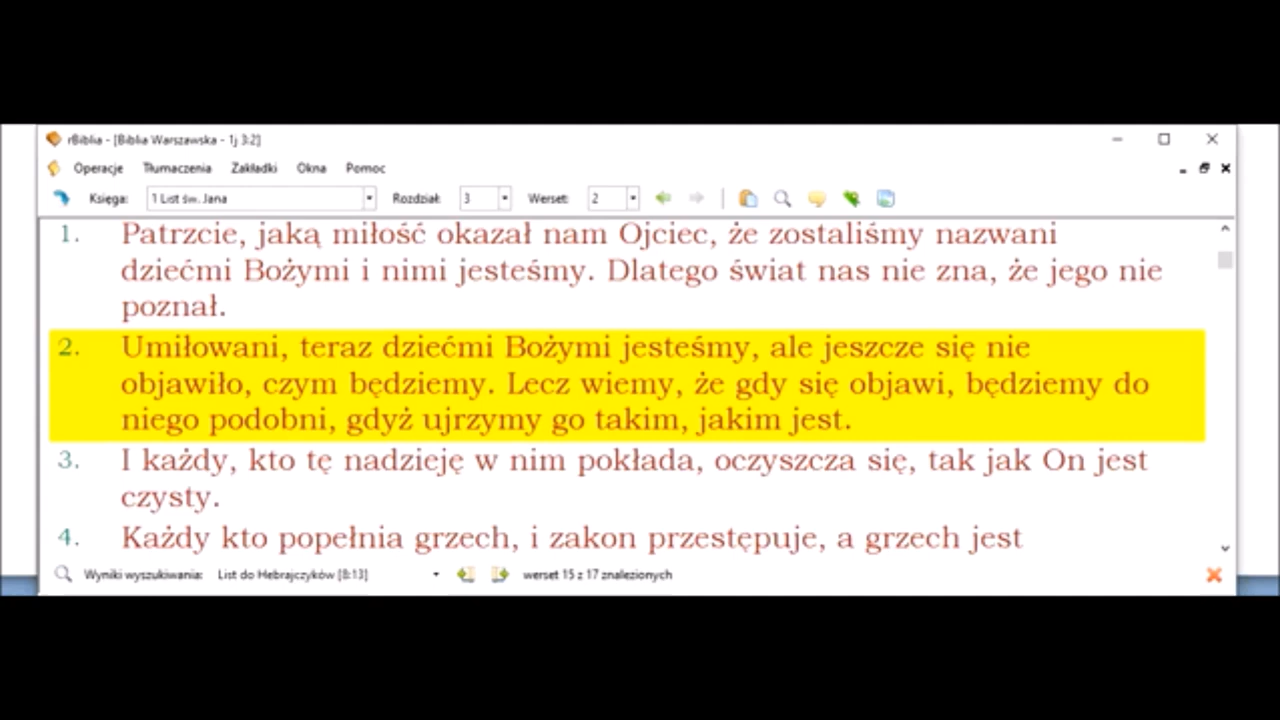 rBiblia - [Biblia Warszawska - 1j 3:2]
Operacje Tłumaczenia Zakładki Okna Pomoc
Księga: 1 List św. Jana Rozdział: 3 Werset: 2
1. Patrzcie, jaką miłość okazał nam Ojciec, że zostaliśmy nazwani
dziećmi Bożymi i nimi jesteśmy. Dlatego świat nas nie zna, że jego nie
poznał.
2. Umiłowani, teraz dziećmi Bożymi jesteśmy, ale jeszcze się nie
objawiło, czym będziemy. Lecz wiemy, że gdy się objawi, będziemy do
niego podobni, gdyż ujrzymy go takim, jakim jest.
3. I każdy, kto tę nadzieję w nim pokłada, oczyszcza się, tak jak On jest
czysty.
4. Każdy kto popełnia grzech, i zakon przestępuje, a grzech jest
Wyniki wyszukiwania: List do Hebrajczyków [8:13] werset 15 z 17 znalezionych